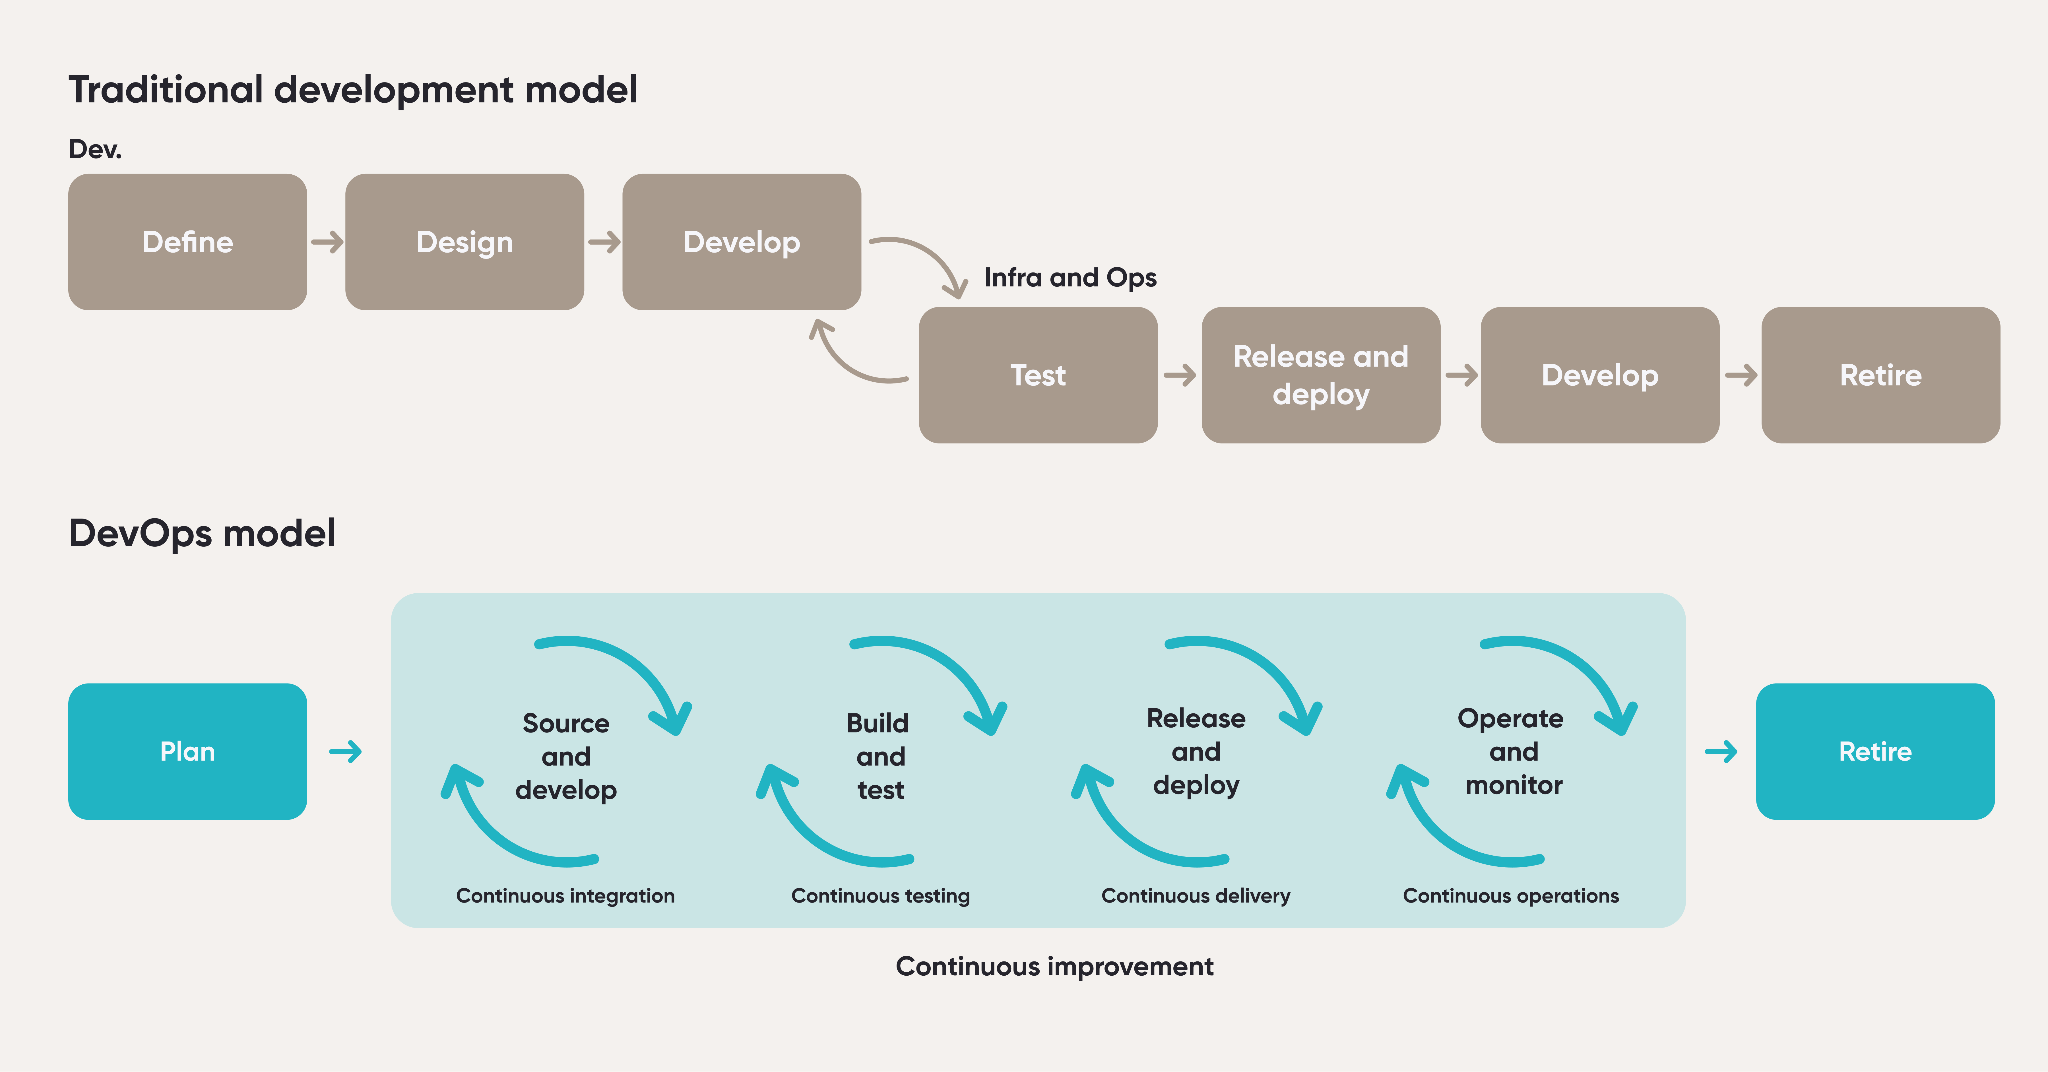 Traditional development model
Dev.
Define
Design
Develop
Infra and Ops
Test
Release and
deploy
Develop
Retire
DevOps model
Plan
Source
and
develop
Continuous integration
Build
and
test
Continuous testing
Release
and
deploy
Continuous delivery
Operate
and
monitor
Continuous operations
Retire
Continuous improvement